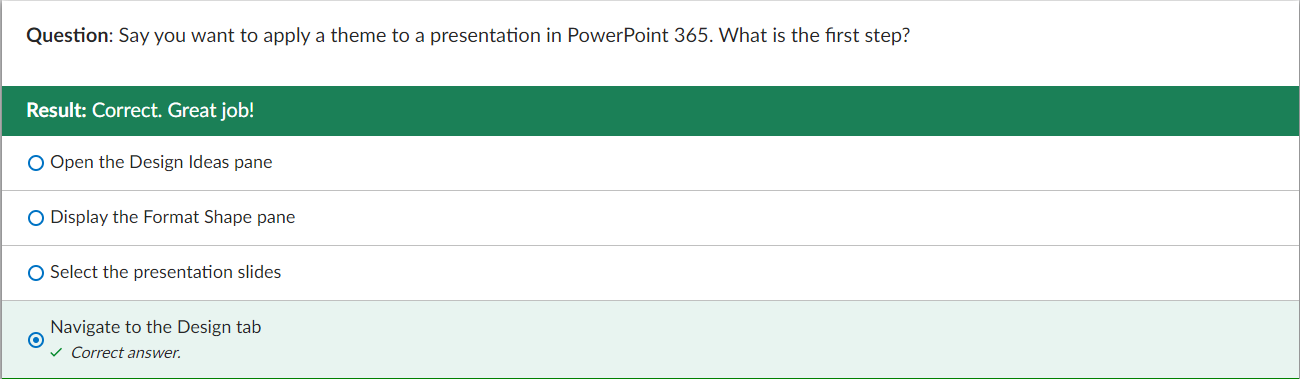 Question: Say you want to apply a theme to a presentation in PowerPoint 365. What is the first step?
Result: Correct. Great job!
Open the Design Ideas pane
Display the Format Shape pane
Select the presentation slides
Navigate to the Design tab
Correct answer.